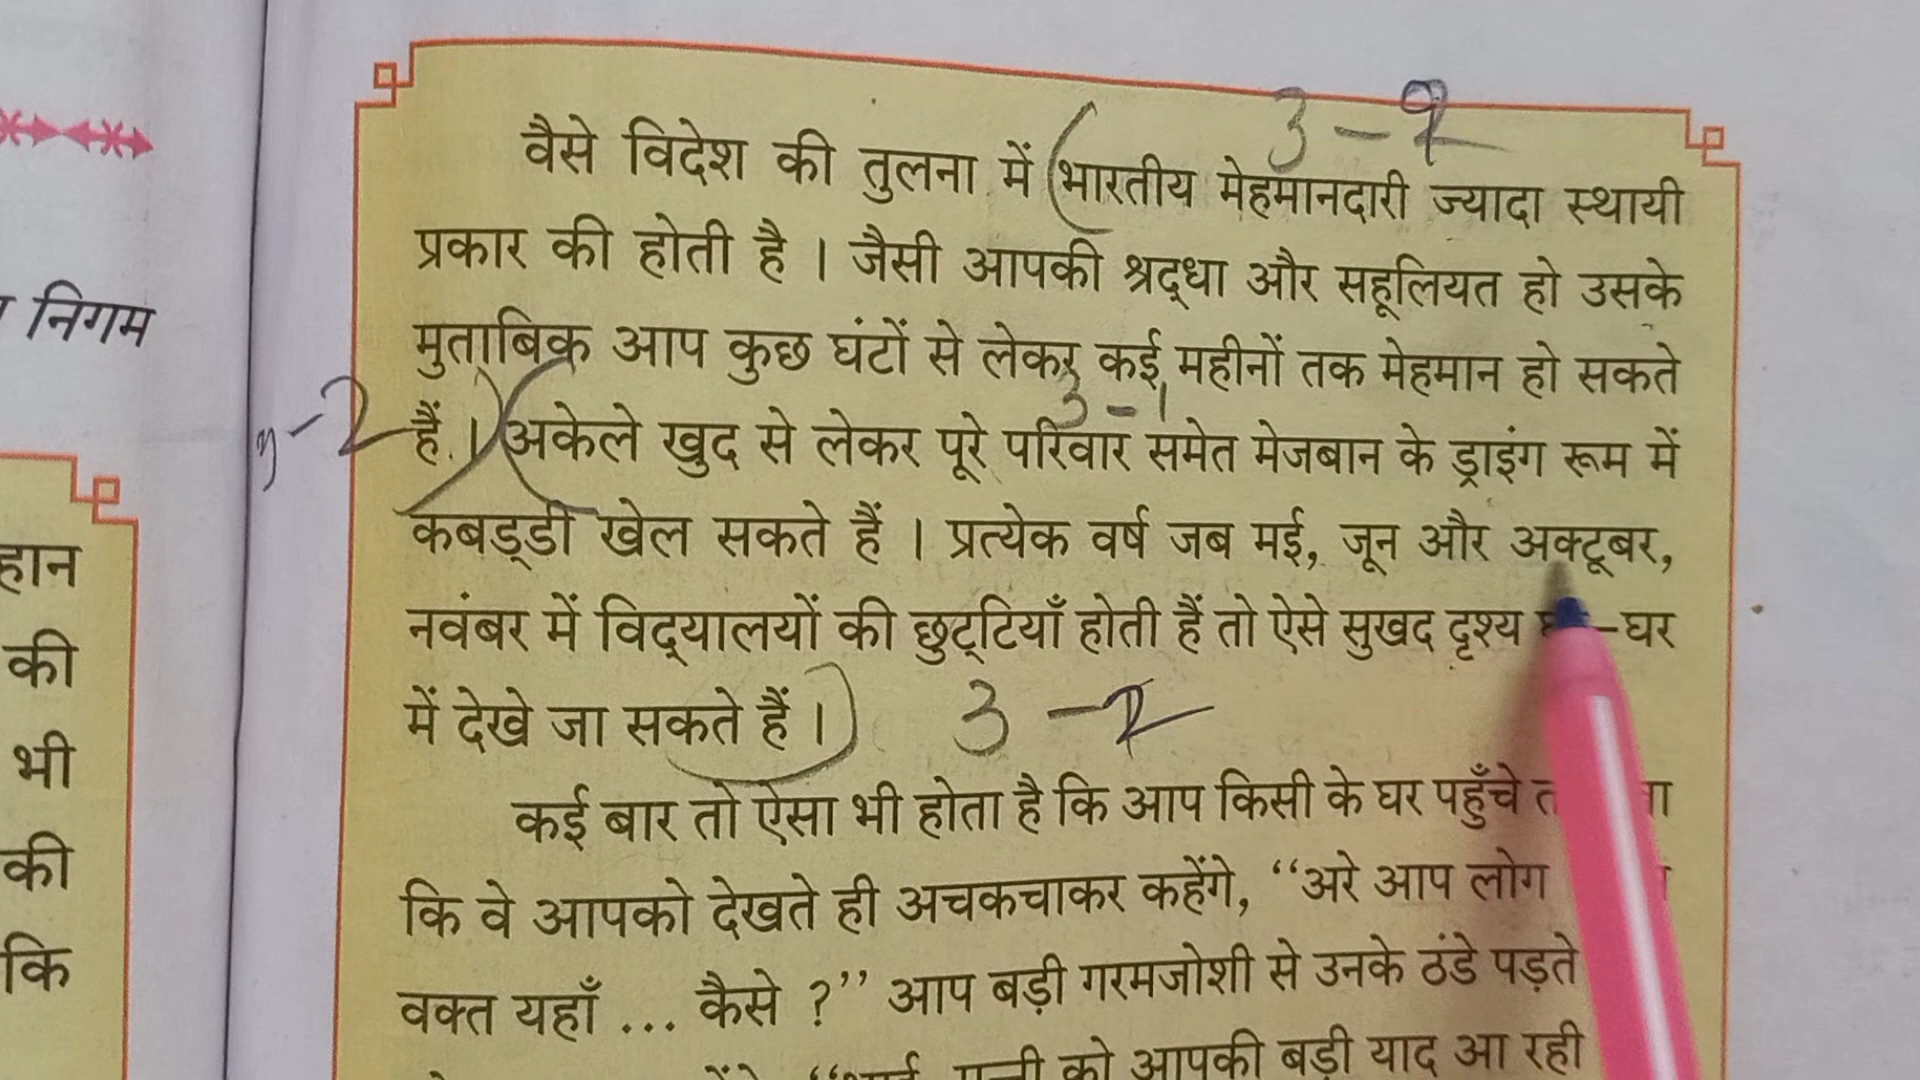 निगम
हान
की
भी
की
कि
3-2
वैसे विदेश की तुलना में (भारतीय मेहमानदारी ज्यादा स्थायी
प्रकार की होती है । जैसी आपकी श्रद्धा और सहूलियत हो उसके
मुताबिक आप कुछ घंटों से लेकर कई महीनों तक मेहमान हो सकते
-2 हैं. ।)
3-1
(अकेले खुद से लेकर पूरे परिवार समेत मेजबान के ड्राइंग रूम में
कबड्डी खेल सकते हैं । प्रत्येक वर्ष जब मई, जून और अक्टूबर,
नवंबर में विद्यालयों की छुट्टियाँ होती हैं तो ऐसे सुखद दृश्य -घर
में देखे जा सकते हैं ।) 3-2
कई बार तो ऐसा भी होता है कि आप किसी के घर पहुँचे
कि वे आपको देखते ही अचकचाकर कहेंगे, “अरे आप लोग
वक्त यहाँ ... कैसे ?” आप बड़ी गरमजोशी से उनके ठंडे पड़ते
को आपकी बड़ी याद आ रही